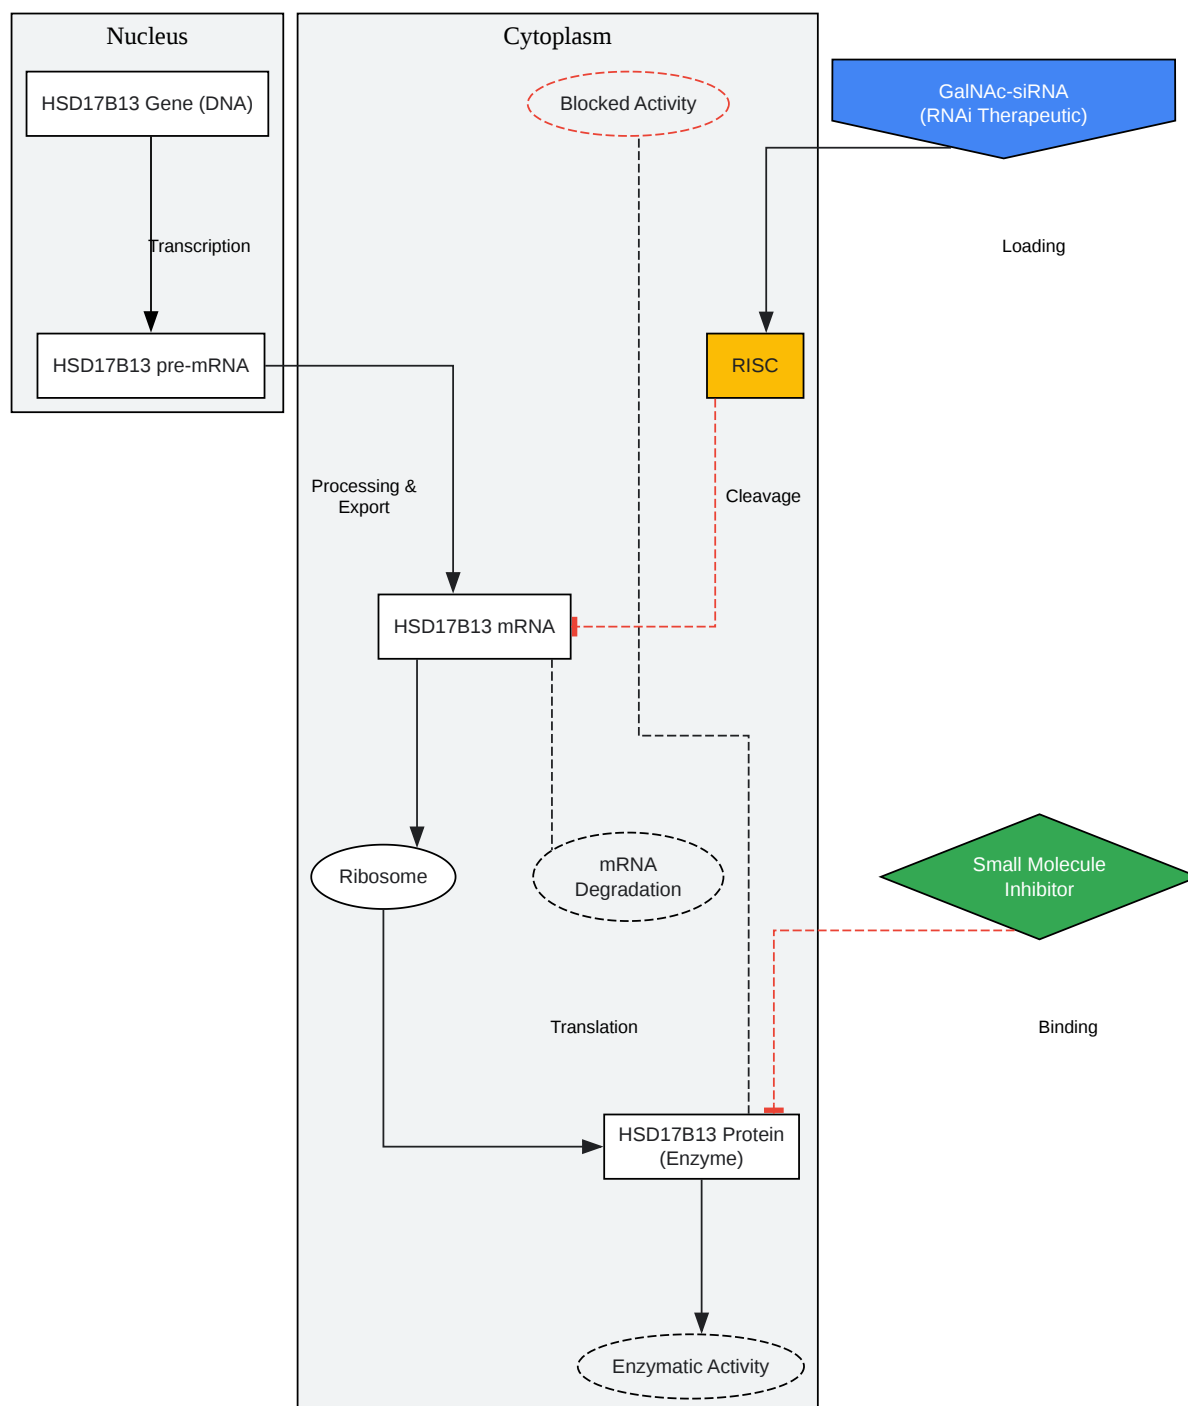 Nucleus
Cytoplasm
HSD17B13 Gene (DNA)
Blocked Activity
GalNAc-siRNA
(RNAi Therapeutic)
Transcription
Loading
HSD17B13 pre-mRNA
RISC
Processing &
Export
Cleavage
HSD17B13 mRNA
Ribosome
mRNA
Degradation
Small Molecule
Inhibitor
Translation
Binding
HSD17B13 Protein
(Enzyme)
Enzymatic Activity